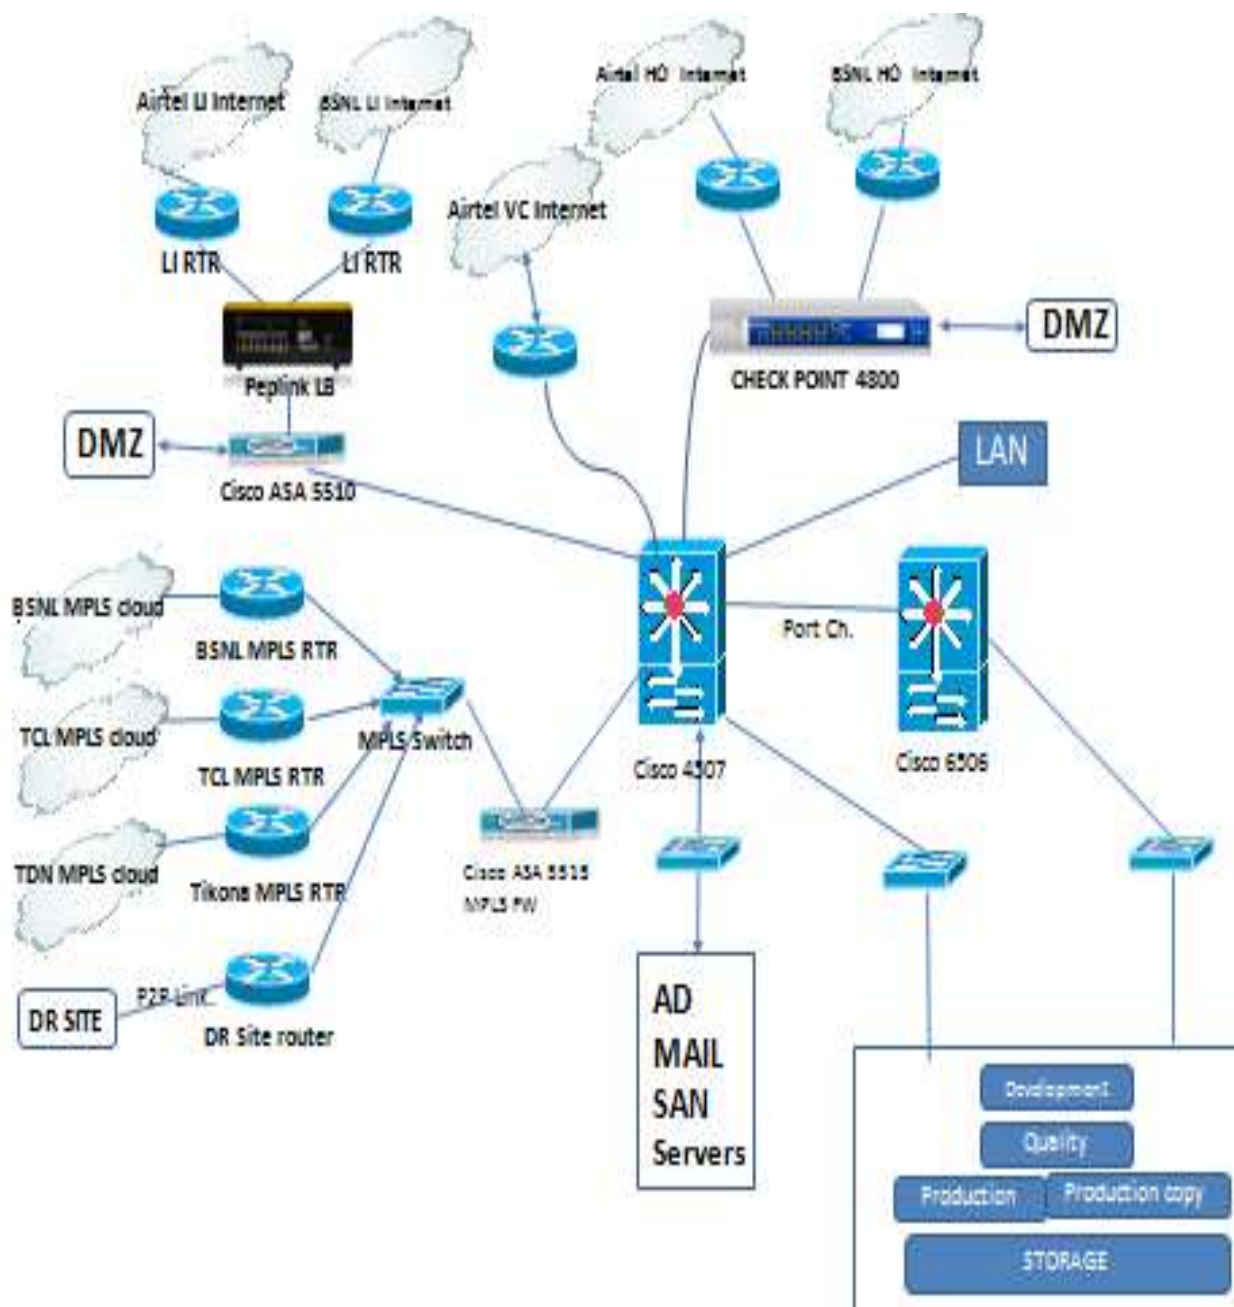 Airtel LI Internet
BSNL LI Internet
Airtel HO Internet
BSNL HO Internet
Airtel VC Internet
LI RTR
LI RTR
Peplink LB
CHECK POINT 4800
DMZ
DMZ
Cisco ASA 5510
LAN
BSNL MPLS cloud
BSNL MPLS RTR
Port Ch.
TCL MPLS cloud
MPLS Switch
TCL MPLS RTR
Cisco 4507
Cisco 6506
TDN MPLS cloud
Tikona MPLS RTR
Cisco ASA 5515
MPLS FW
P2P Link
DR SITE
DR Site router
AD
MAIL
SAN
Servers
Development
Quality
Production
Production copy
STORAGE